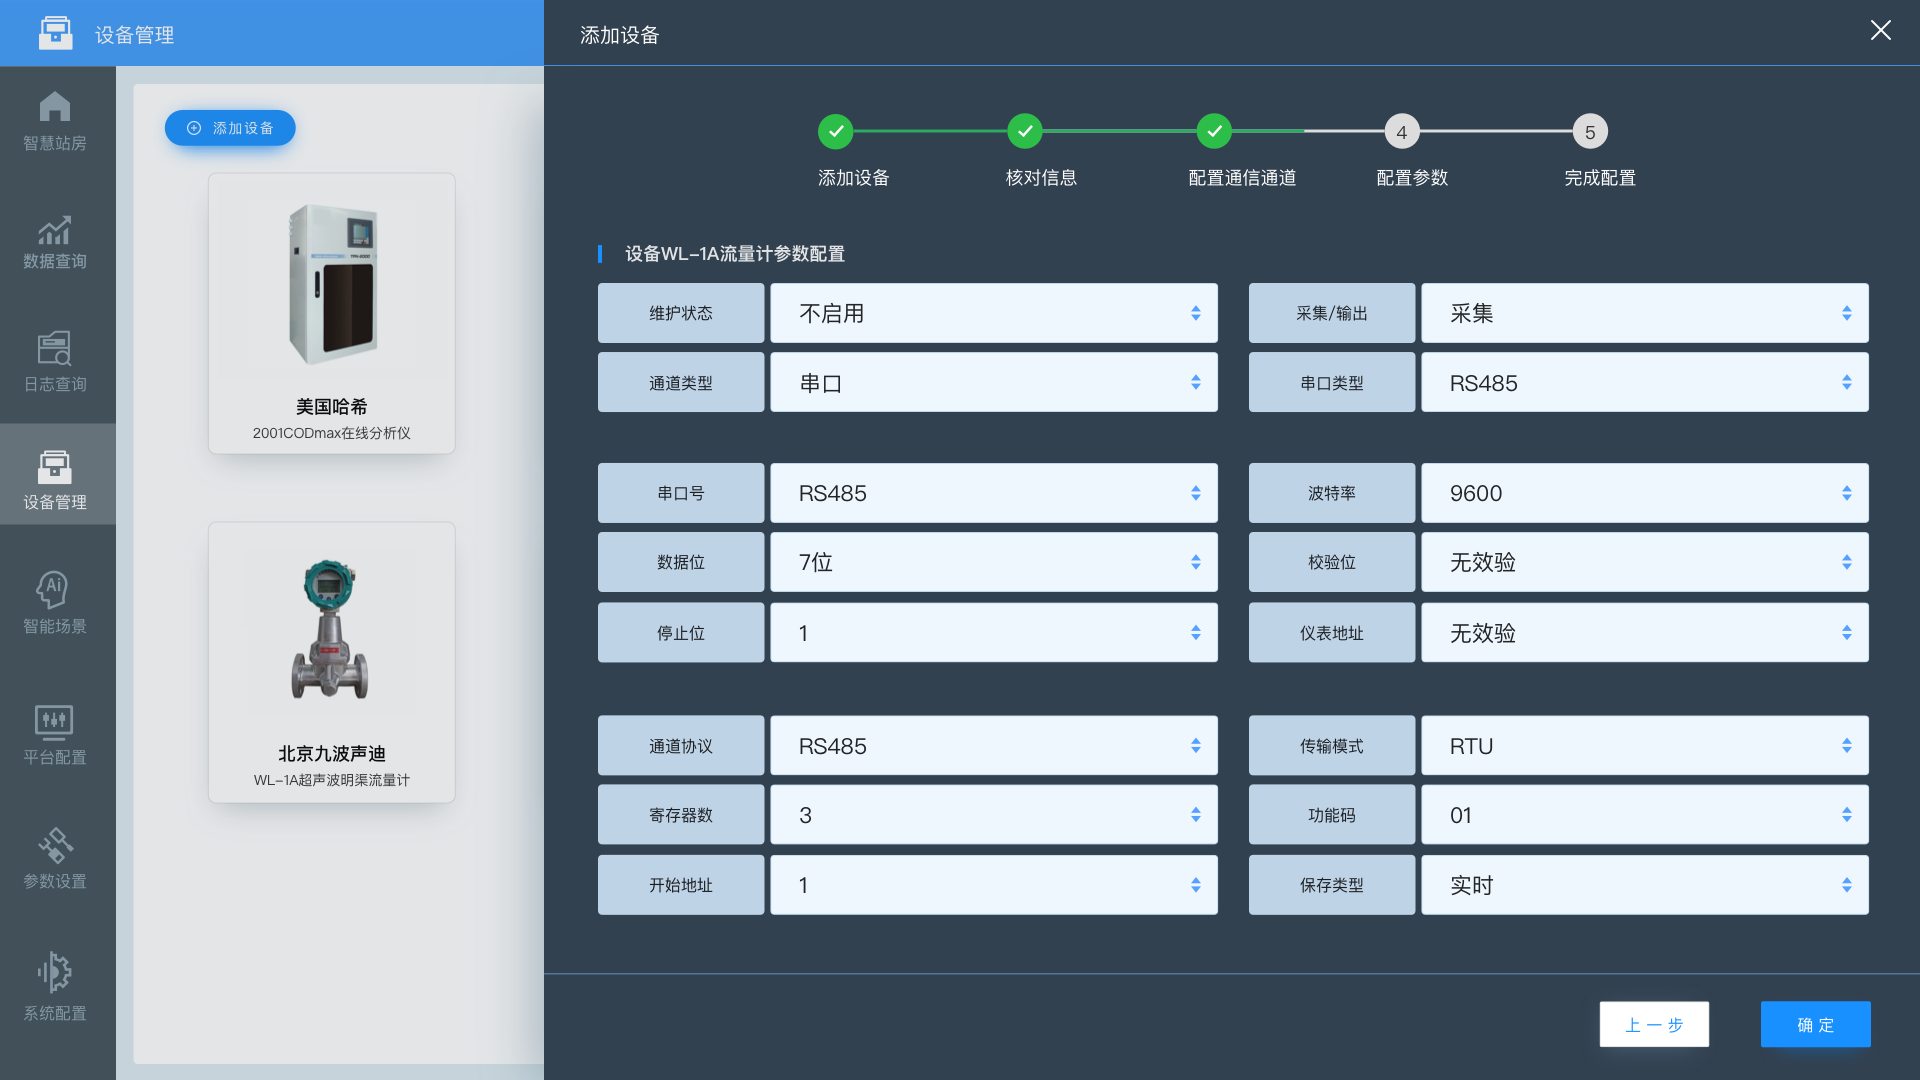 设备管理
添加设备
智慧站房
数据查询
日志查询
设备管理
Ai
智能场景
平台配置
参数设置
系统配置
添加设备
美国哈希
2001CODmax在线分析仪
北京九波声迪
WL-1A超声波明渠流量计
4
5
添加设备
核对信息
配置通信通道
配置参数
完成配置
设备WL-1A流量计参数配置
维护状态 不启用 采集/输出 采集
通道类型 串口 串口类型 RS485
串口号 RS485 波特率 9600
数据位 7位 校验位 无效验
停止位 1 仪表地址 无效验
通道协议 RS485 传输模式 RTU
寄存器数 3 功能码 01
开始地址 1 保存类型 实时
上一步
确定